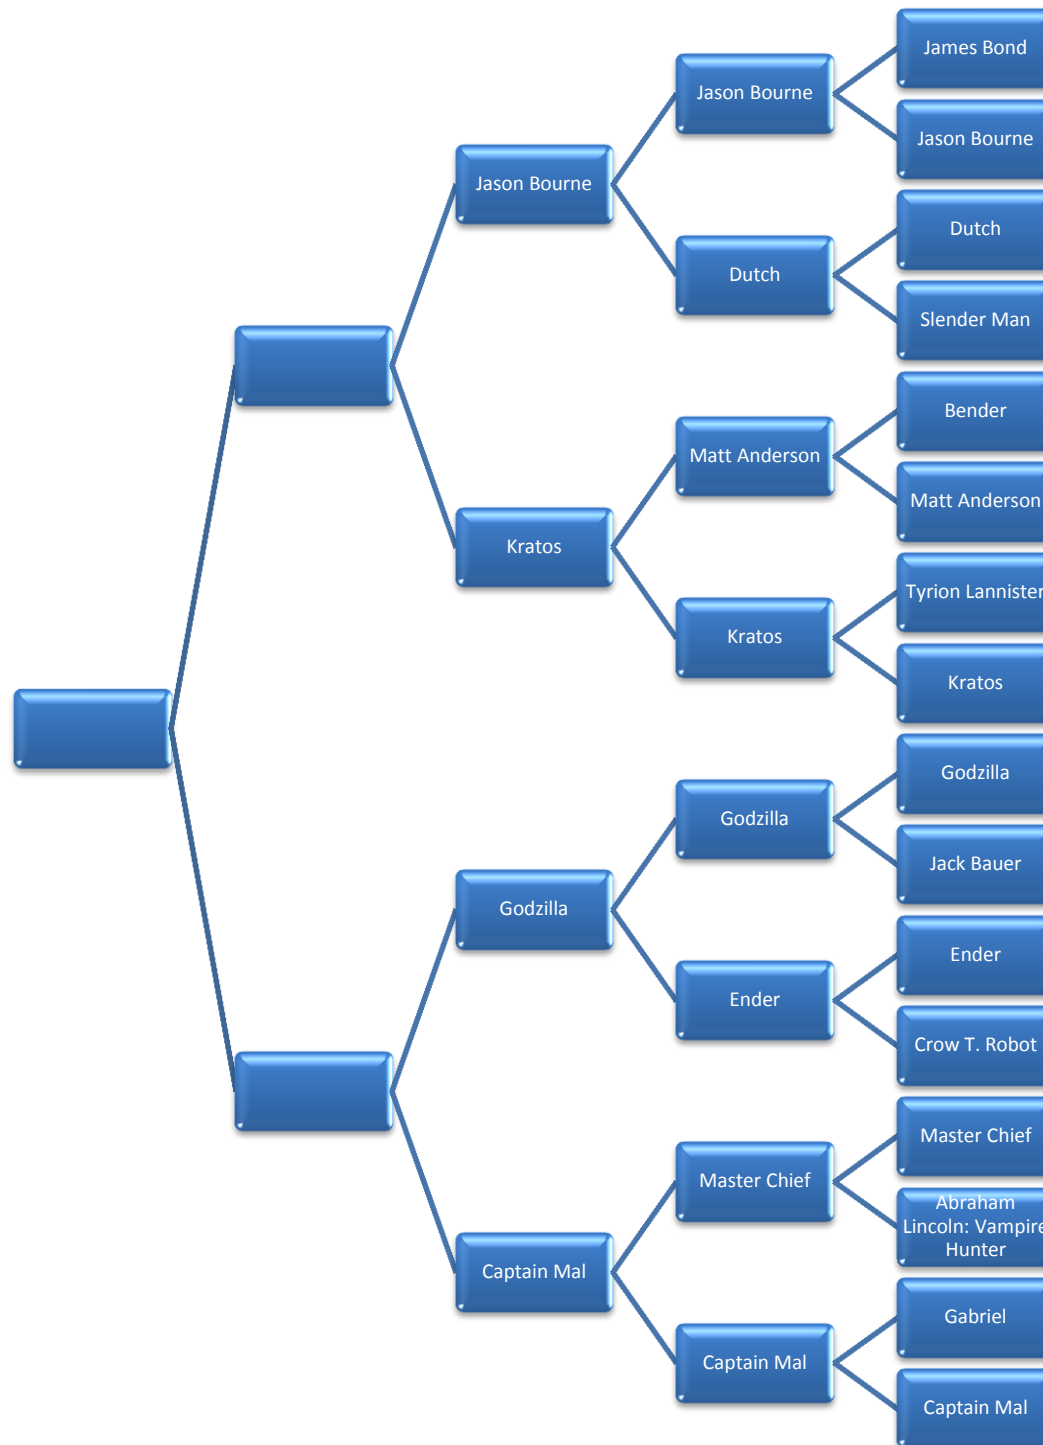 James Bond
Jason Bourne
Jason Bourne
Jason Bourne
Dutch
Dutch
Slender Man
Bender
Matt Anderson
Matt Anderson
Kratos
Tyrion Lannister
Kratos
Kratos
Godzilla
Godzilla
Jack Bauer
Godzilla
Ender
Ender
Crow T. Robot
Master Chief
Master Chief
Abraham
Lincoln: Vampire
Hunter
Captain Mal
Gabriel
Captain Mal
Captain Mal